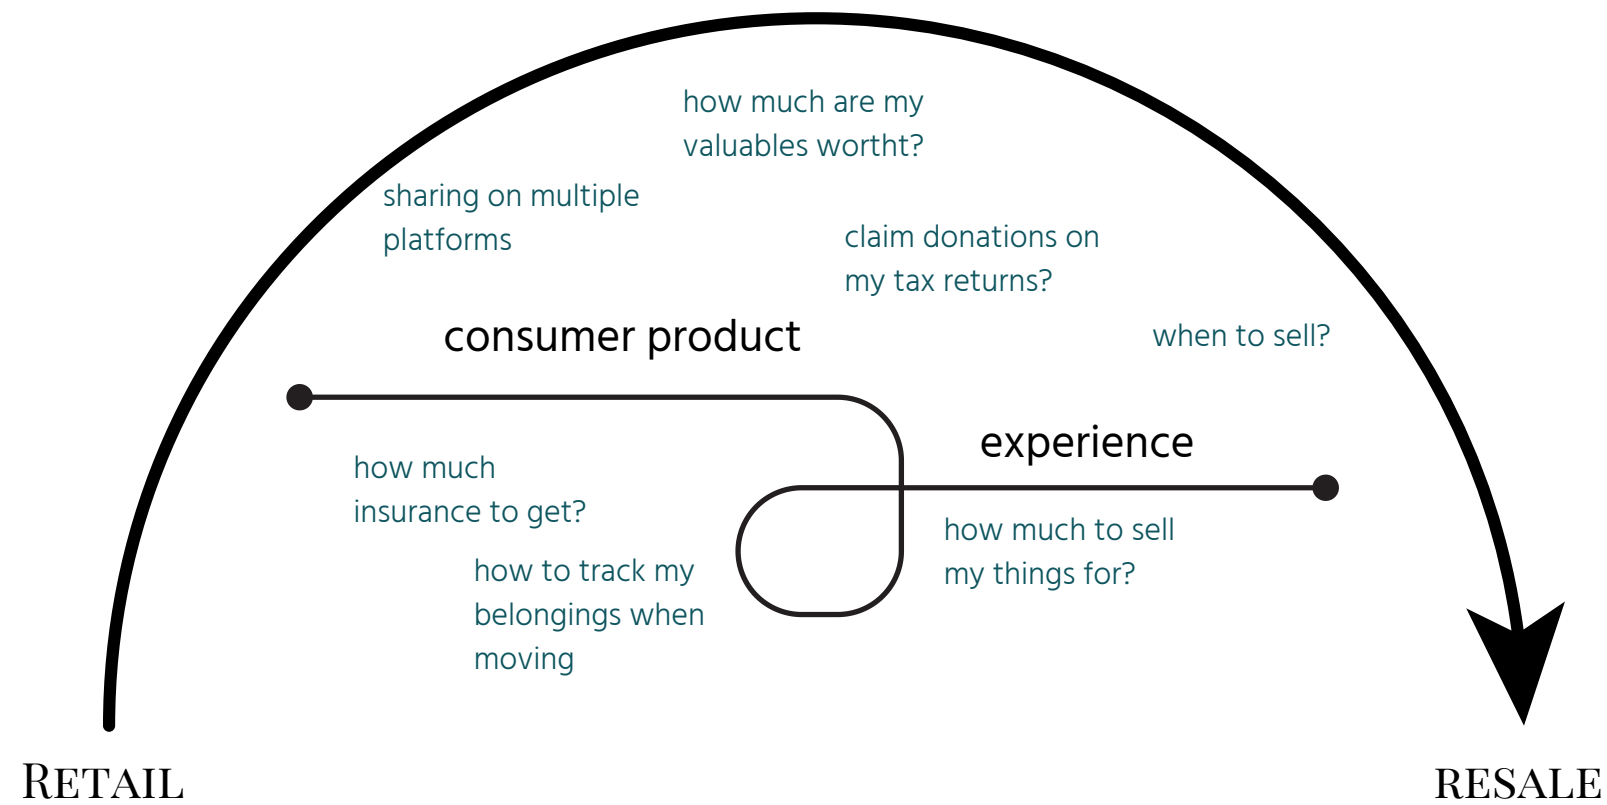 how much are my
valuables wortht?
sharing on multiple
platforms
claim donations on
my tax returns?
consumer product
when to sell?
experience
how much
insurance to get?
how much to sell
my things for?
how to track my
belongings when
moving
RETAIL
RESALE